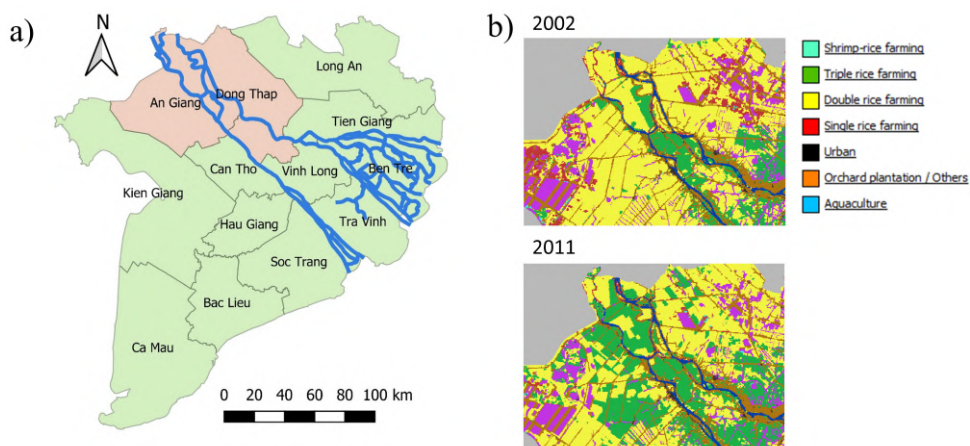 a)
N
Long An
An Giang
Dong Thap
Tien Giang
Can Tho
Vinh Long
Ben Tre
Kien Giang
Hau Giang
Tra Vinh
Soc Trang
Bac Lieu
Ca Mau
0 20 40 60 80 100 km
b)
2002
2011
Shrimp-rice farming
Triple rice farming
Double rice farming
Single rice farming
Urban
Orchard plantation / Others
Aquaculture